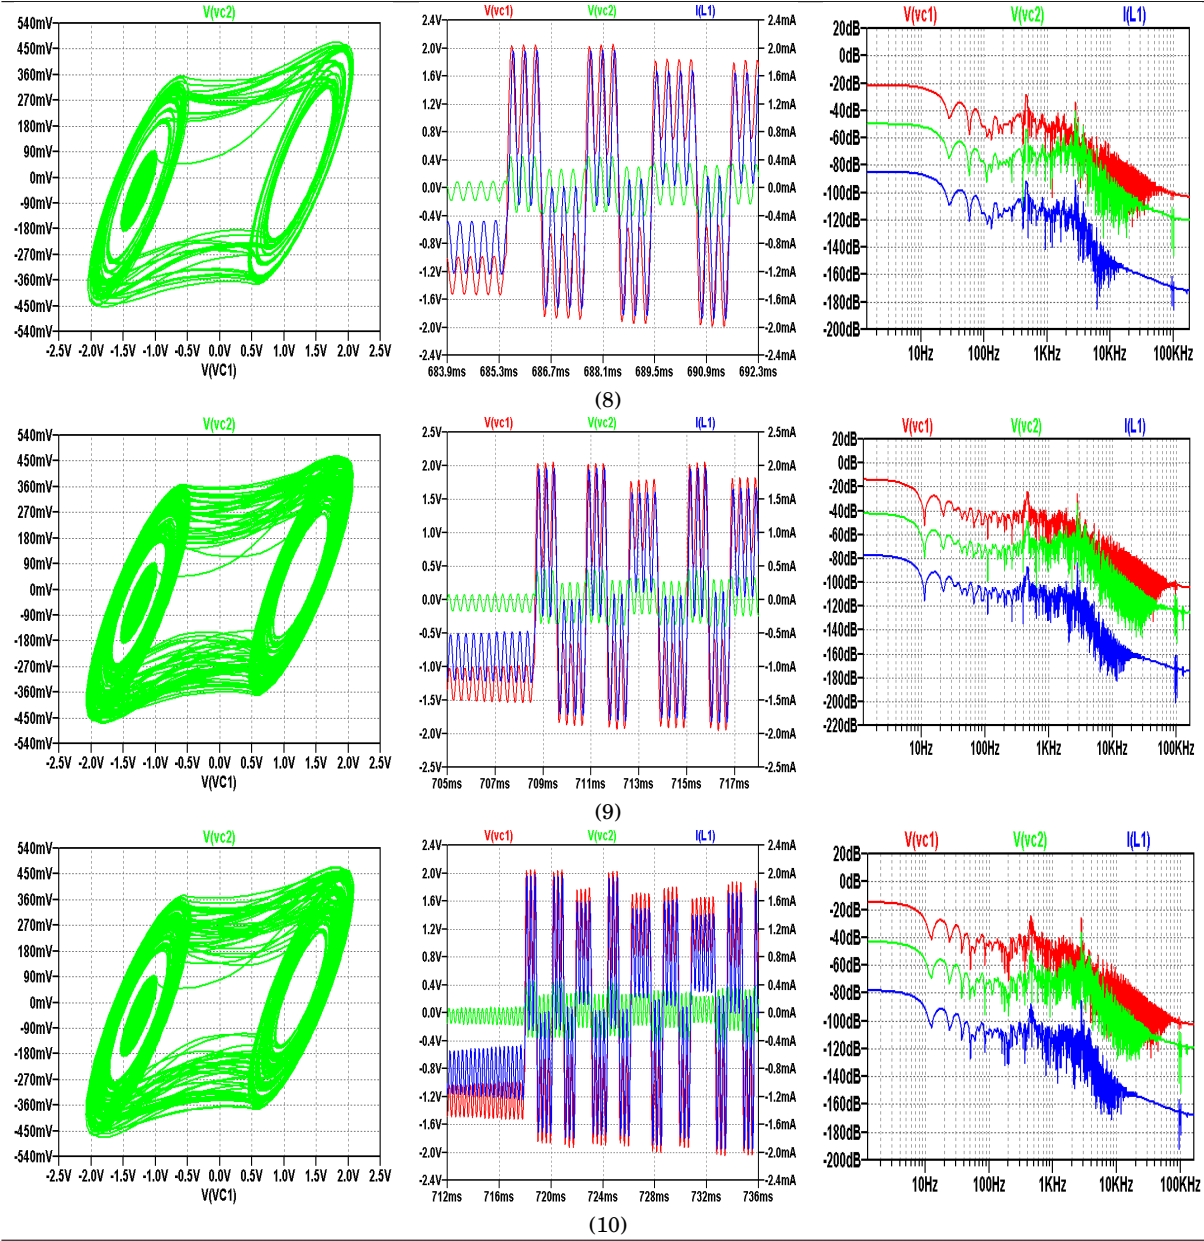 V(vc2)
540mV
450mV
360mV
270mV
180mV
90mV
0mV
-90mV
-180mV
-270mV
-360mV
-450mV
-540mV
-2.5V -2.0V -1.5V -1.0V -0.5V 0.0V 0.5V 1.0V 1.5V 2.0V 2.5V
V(VC1)
V(vc1) V(vc2) I(L1)
2.4V 2.4mA
2.0V 2.0mA
1.6V 1.6mA
1.2V 1.2mA
0.8V 0.8mA
0.4V 0.4mA
0.0V 0.0mA
-0.4V -0.4mA
-0.8V -0.8mA
-1.2V -1.2mA
-1.6V -1.6mA
-2.0V -2.0mA
-2.4V -2.4mA
683.9ms 685.3ms 686.7ms 688.1ms 689.5ms 690.9ms 692.3ms
V(vc1) V(vc2) I(L1)
20dB
0dB
-20dB
-40dB
-60dB
-80dB
-100dB
-120dB
-140dB
-160dB
-180dB
-200dB
10Hz 100Hz 1KHz 10KHz 100KHz
(8)
V(vc2)
540mV
450mV
360mV
270mV
180mV
90mV
0mV
-90mV
-180mV
-270mV
-360mV
-450mV
-540mV
-2.5V -2.0V -1.5V -1.0V -0.5V 0.0V 0.5V 1.0V 1.5V 2.0V 2.5V
V(VC1)
V(vc1) V(vc2) I(L1)
2.5V 2.5mA
2.0V 2.0mA
1.5V 1.5mA
1.0V 1.0mA
0.5V 0.5mA
0.0V 0.0mA
-0.5V -0.5mA
-1.0V -1.0mA
-1.5V -1.5mA
-2.0V -2.0mA
-2.5V -2.5mA
705ms 707ms 709ms 711ms 713ms 715ms 717ms
V(vc1) V(vc2) I(L1)
20dB
0dB
-20dB
-40dB
-60dB
-80dB
-100dB
-120dB
-140dB
-160dB
-180dB
-200dB
-220dB
10Hz 100Hz 1KHz 10KHz 100KHz
(9)
V(vc2)
540mV
450mV
360mV
270mV
180mV
90mV
0mV
-90mV
-180mV
-270mV
-360mV
-450mV
-540mV
-2.5V -2.0V -1.5V -1.0V -0.5V 0.0V 0.5V 1.0V 1.5V 2.0V 2.5V
V(VC1)
V(vc1) V(vc2) I(L1)
2.4V 2.4mA
2.0V 2.0mA
1.6V 1.6mA
1.2V 1.2mA
0.8V 0.8mA
0.4V 0.4mA
0.0V 0.0mA
-0.4V -0.4mA
-0.8V -0.8mA
-1.2V -1.2mA
-1.6V -1.6mA
-2.0V -2.0mA
-2.4V -2.4mA
712ms 716ms 720ms 724ms 728ms 732ms 736ms
V(vc1) V(vc2) I(L1)
20dB
0dB
-20dB
-40dB
-60dB
-80dB
-100dB
-120dB
-140dB
-160dB
-180dB
-200dB
10Hz 100Hz 1KHz 10KHz 100KHz
(10)